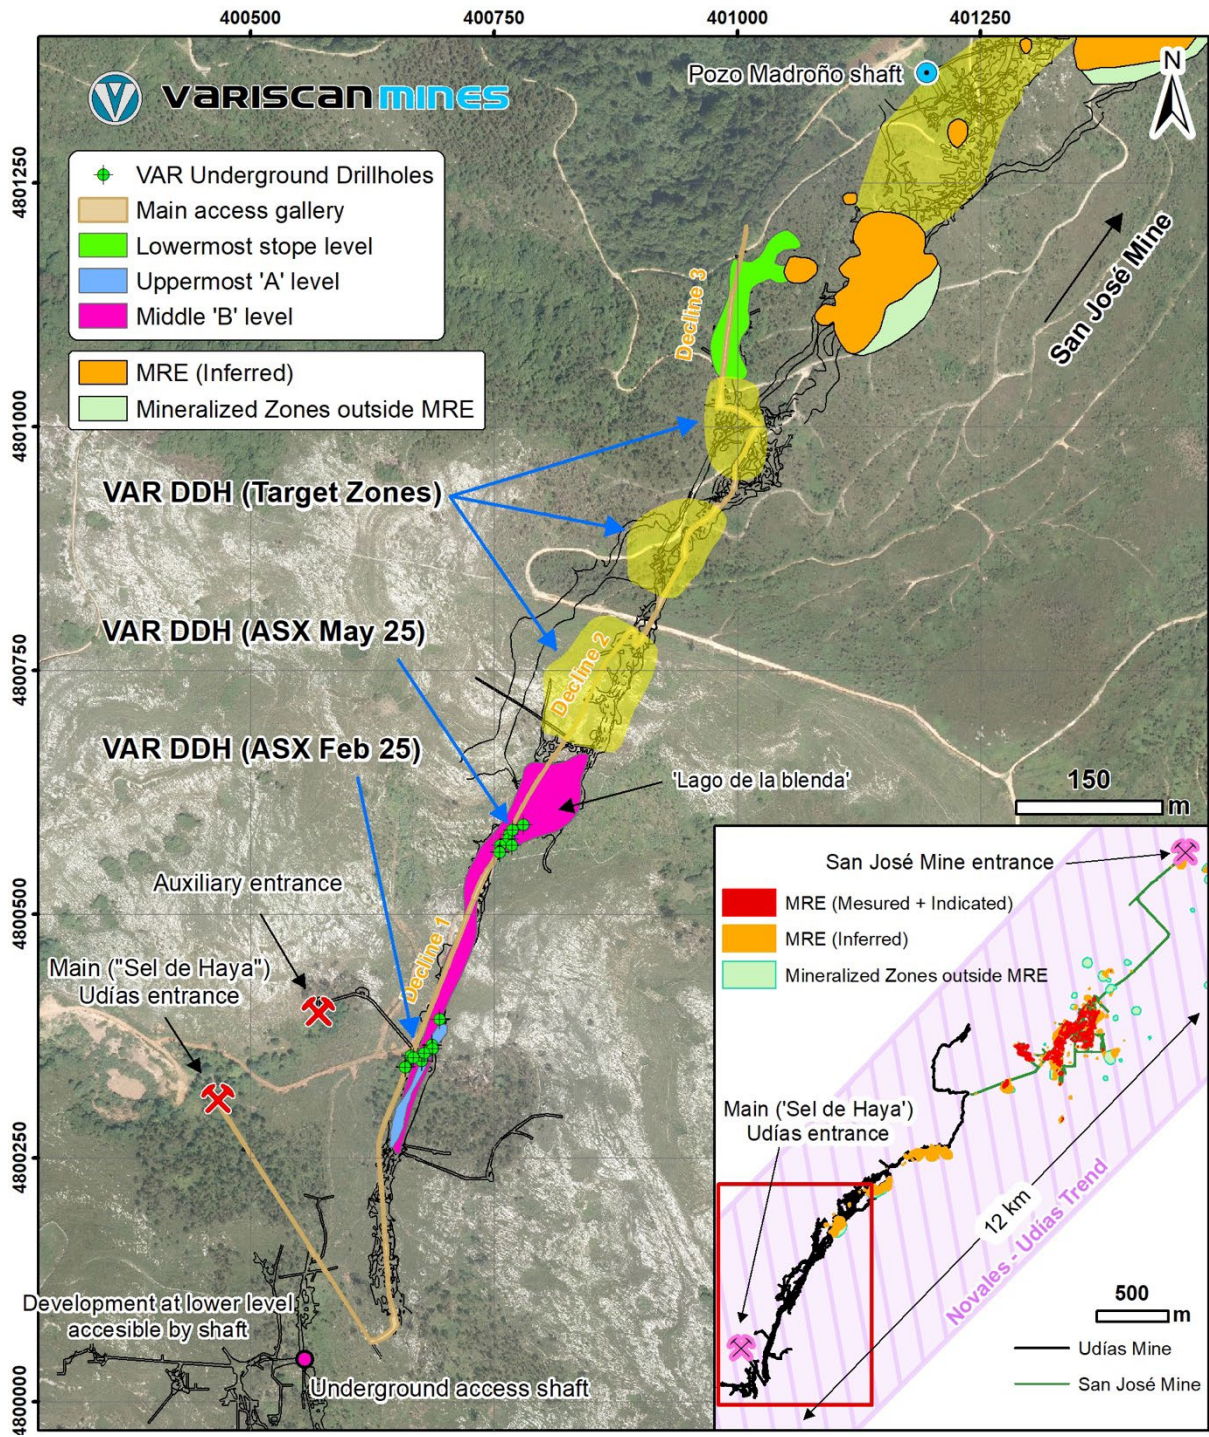 400500
400750
401000
401250
Pozo Madroño shaft
N
VARISCAN MINES
VAR Underground Drillholes
Main access gallery
Lowermost stope level
Uppermost 'A' level
Middle 'B' level
MRE (Inferred)
Mineralized Zones outside MRE
4801250
4801000
4800750
4800500
4800250
4800000
San José Mine
Decline 3
VAR DDH (Target Zones)
VAR DDH (ASX May 25)
Decline 2
VAR DDH (ASX Feb 25)
'Lago de la blenda'
150
m
Auxiliary entrance
Decline 1
Main ("Sel de Haya")
Udías entrance
Development at lower level
accesible by shaft
Underground access shaft
San José Mine entrance
MRE (Mesured + Indicated)
MRE (Inferred)
Mineralized Zones outside MRE
Main ('Sel de Haya')
Udías entrance
12 km
Novales - Udías Trend
500
m
Udías Mine
San José Mine